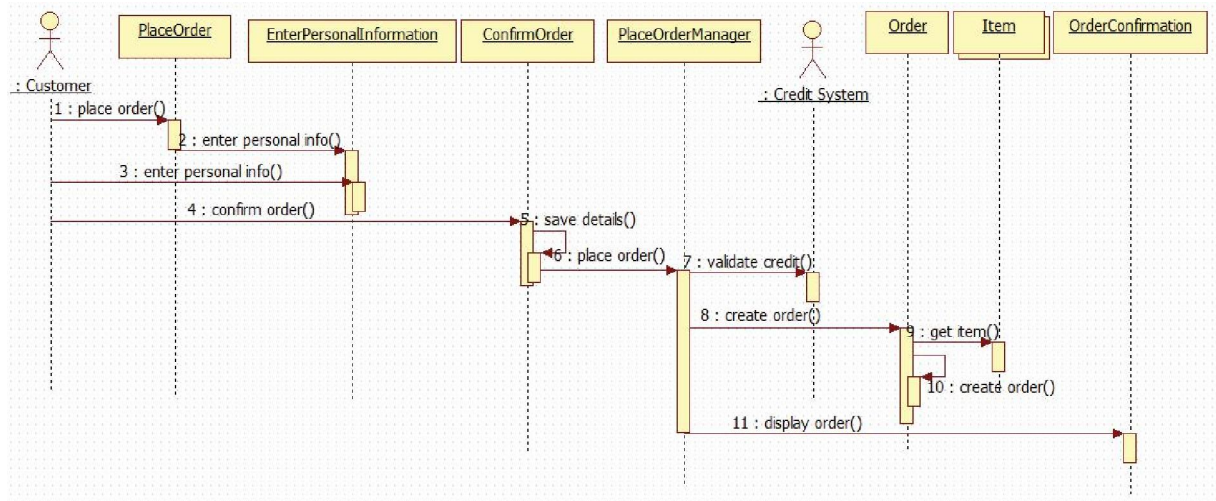 PlaceOrder
EnterPersonalInformation
ConfirmOrder
PlaceOrderManager
Order
Item
OrderConfirmation
: Customer
: Credit System
1 : place order()
2 : enter personal info()
3 : enter personal info()
4 : confirm order()
5 : save details()
6 : place order()
7 : validate credit()
8 : create order()
9 : get item()
10 : create order()
11 : display order()